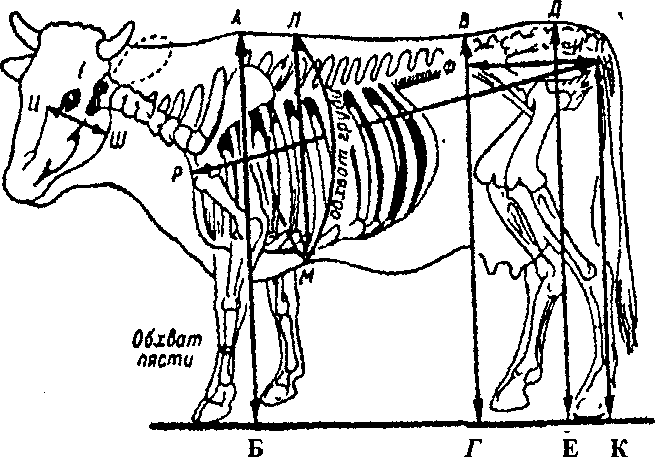 А Л В Д
Ф
И
Ш
Р
обхват груди
М
Обхват
пясти
Б Г Е К